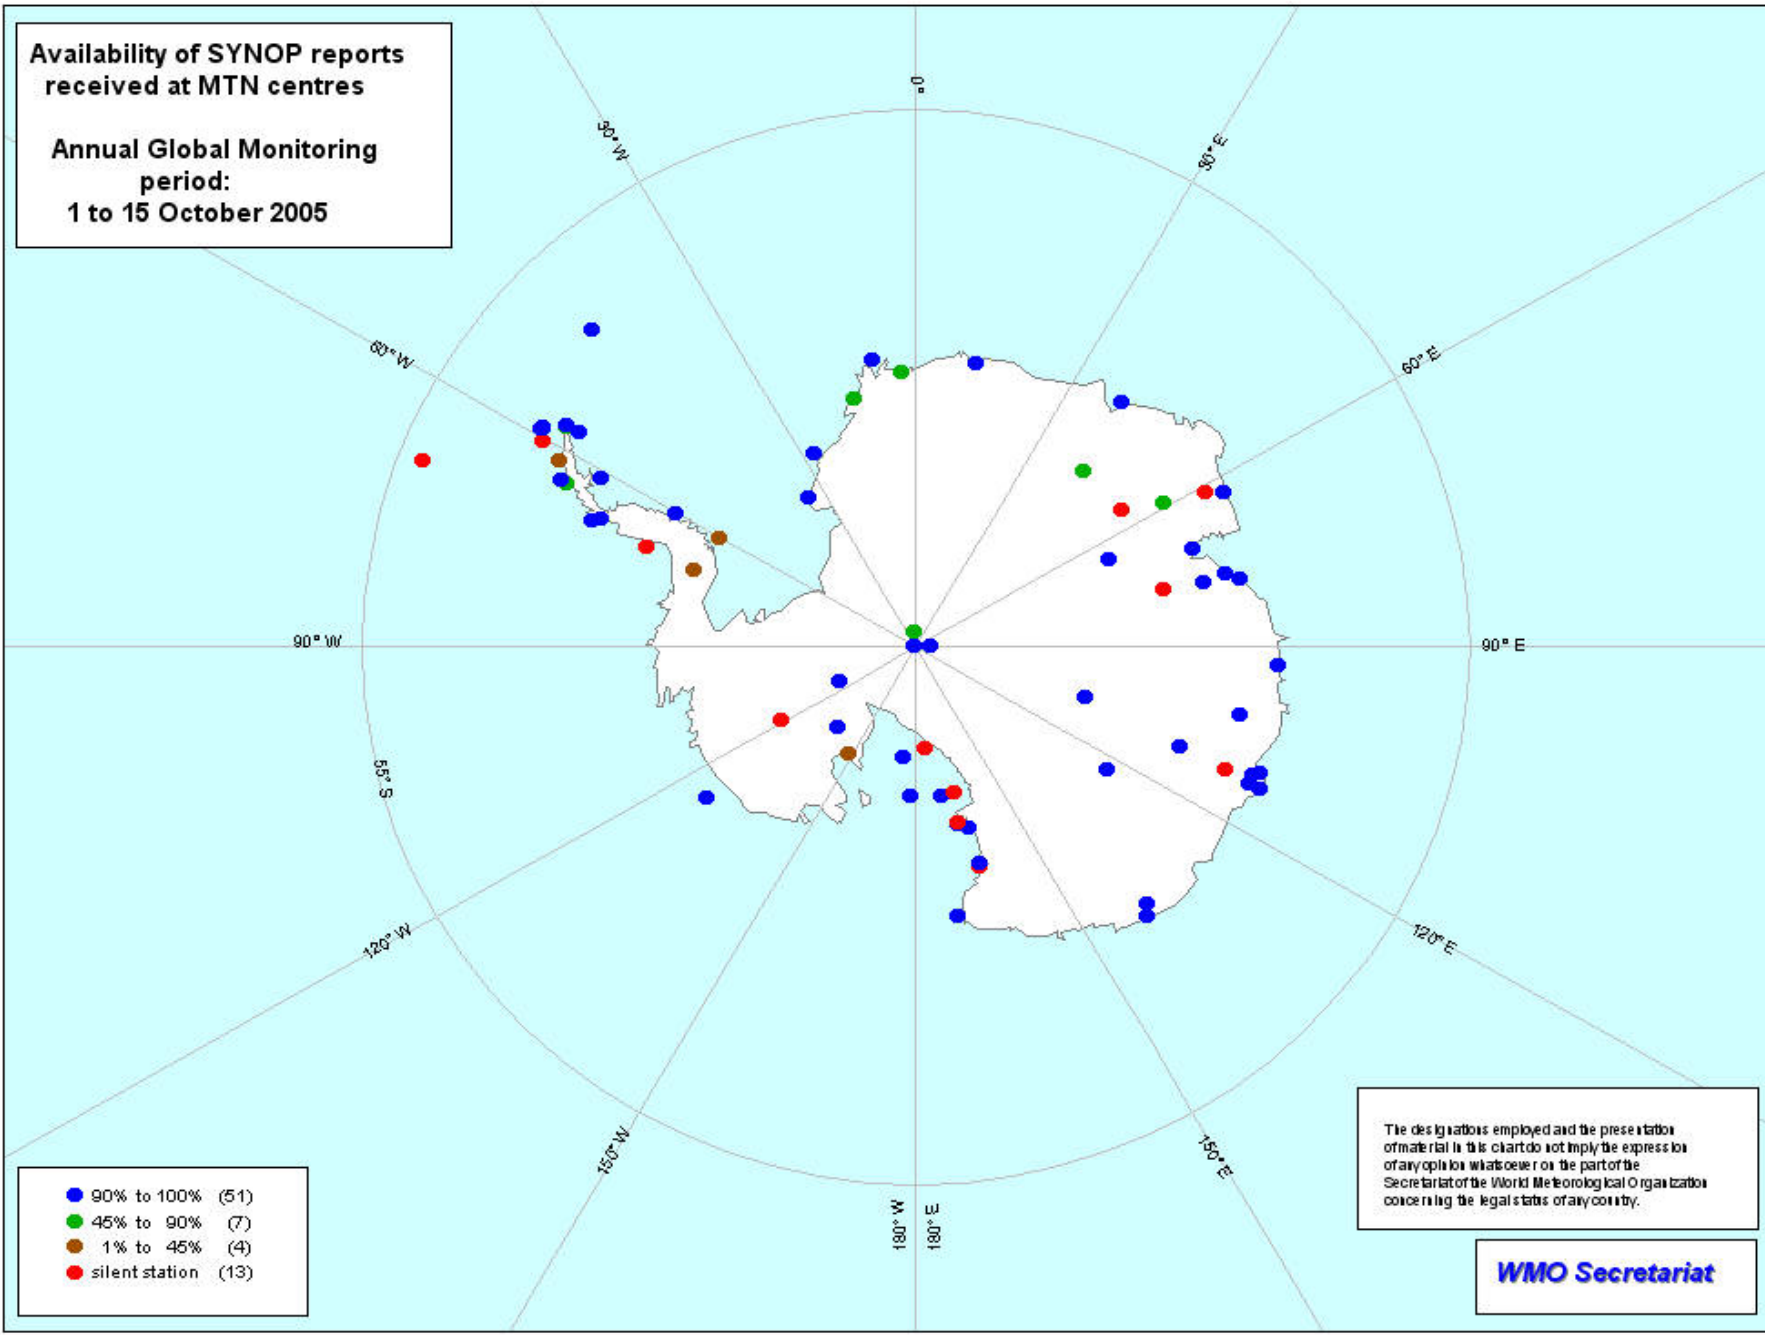 Availability of SYNOP reports
received at MTN centres
Annual Global Monitoring
period:
1 to 15 October 2005
0°
30° W
30° E
60° W
60° E
90° W
90° E
55° S
120° W
120° E
150° W
150° E
180° W
180° E
90% to 100% (51)
45% to 90% (7)
1% to 45% (4)
silent station (13)
The designations employed and the presentation
of material in this chart do not imply the expression
of any opinion whatsoever on the part of the
Secretariat of the World Meteorological Organization
concerning the legal status of any country.
WMO Secretariat